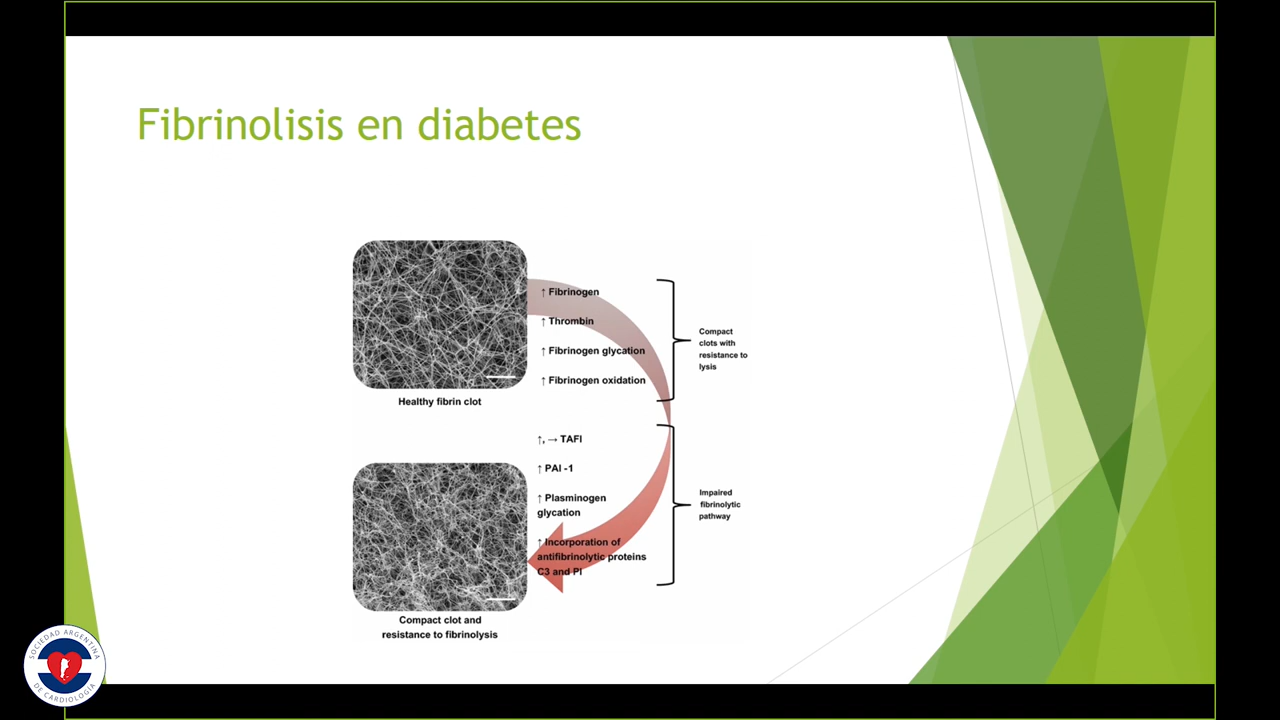 Fibrinolisis en diabetes
↑ Fibrinogen
↑ Thrombin
↑ Fibrinogen glycation
↑ Fibrinogen oxidation
Compact
clots with
resistance to
lysis
Healthy fibrin clot
↑, → TAFI
↑ PAI -1
↑ Plasminogen
glycation
↑ Incorporation of
antifibrinolytic proteins
C3 and PI
Impaired
fibrinolytic
pathway
Compact clot and
resistance to fibrinolysis
SOCIEDAD ARGENTINA
DE CARDIOLOGÍA